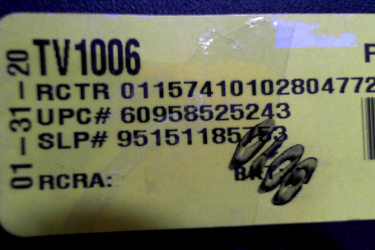 01-31-20
TV1006
P
RCTR 01157410102804772
UPC# 60958525243
SLP# 95151185753
RCRA: